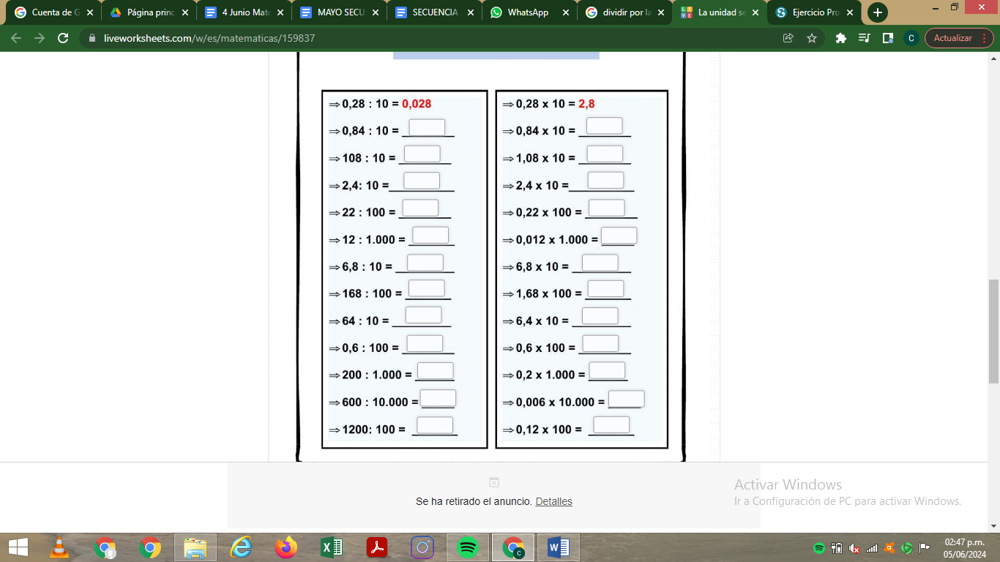 Cuenta de G
Página princ
4 Junio Mate
MAYO SECU
SECUENCIA
WhatsApp
dividir por la
La unidad se
Ejercicio Pro
liveworksheets.com/w/es/matematicas/159837
C
Actualizar
⇒ 0,28 : 10 = 0,028
⇒ 0,84 : 10 =
⇒ 108 : 10 =
⇒ 2,4: 10 =
⇒ 22 : 100 =
⇒ 12 : 1.000 =
⇒ 6,8 : 10 =
⇒ 168 : 100 =
⇒ 64 : 10 =
⇒ 0,6 : 100 =
⇒ 200 : 1.000 =
⇒ 600 : 10.000 =
⇒ 1200: 100 =
⇒ 0,28 x 10 = 2,8
⇒ 0,84 x 10 =
⇒ 1,08 x 10 =
⇒ 2,4 x 10 =
⇒ 0,22 x 100 =
⇒ 0,012 x 1.000 =
⇒ 6,8 x 10 =
⇒ 1,68 x 100 =
⇒ 6,4 x 10 =
⇒ 0,6 x 100 =
⇒ 0,2 x 1.000 =
⇒ 0,006 x 10.000 =
⇒ 0,12 x 100 =
Se ha retirado el anuncio. Detalles
Activar Windows
Ir a Configuración de PC para activar Windows.
02:47 p.m.
05/06/2024